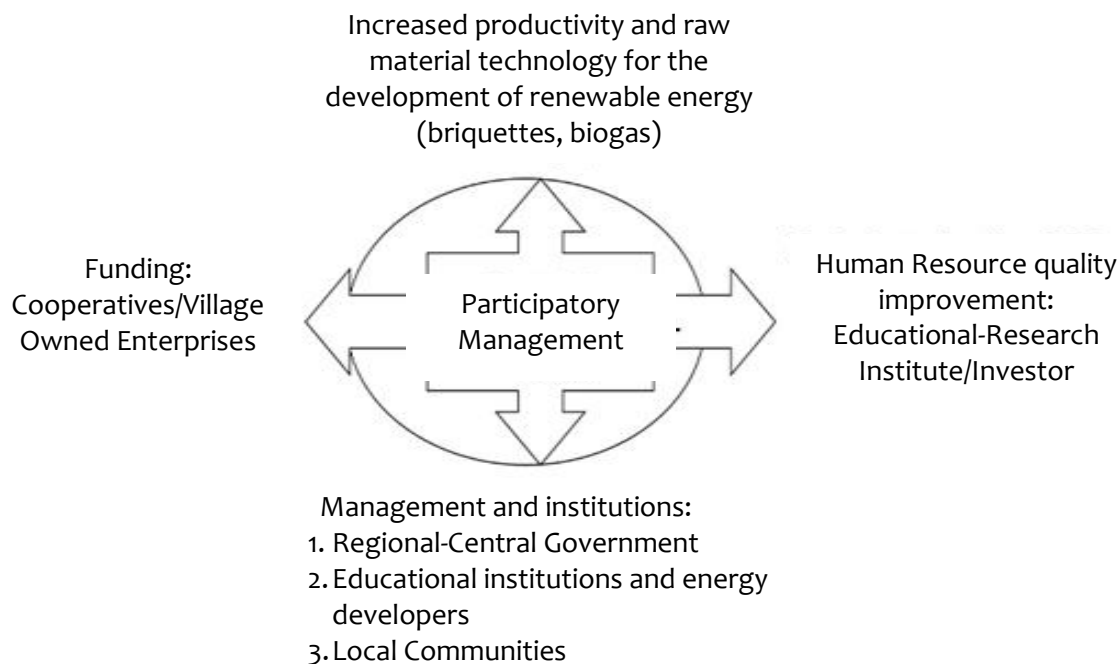 Increased productivity and raw
material technology for the
development of renewable energy
(briquettes, biogas)
Funding:
Cooperatives/Village
Owned Enterprises
Participatory
Management
Human Resource quality
improvement:
Educational-Research
Institute/Investor
Management and institutions:
1. Regional-Central Government
2. Educational institutions and energy
developers
3. Local Communities